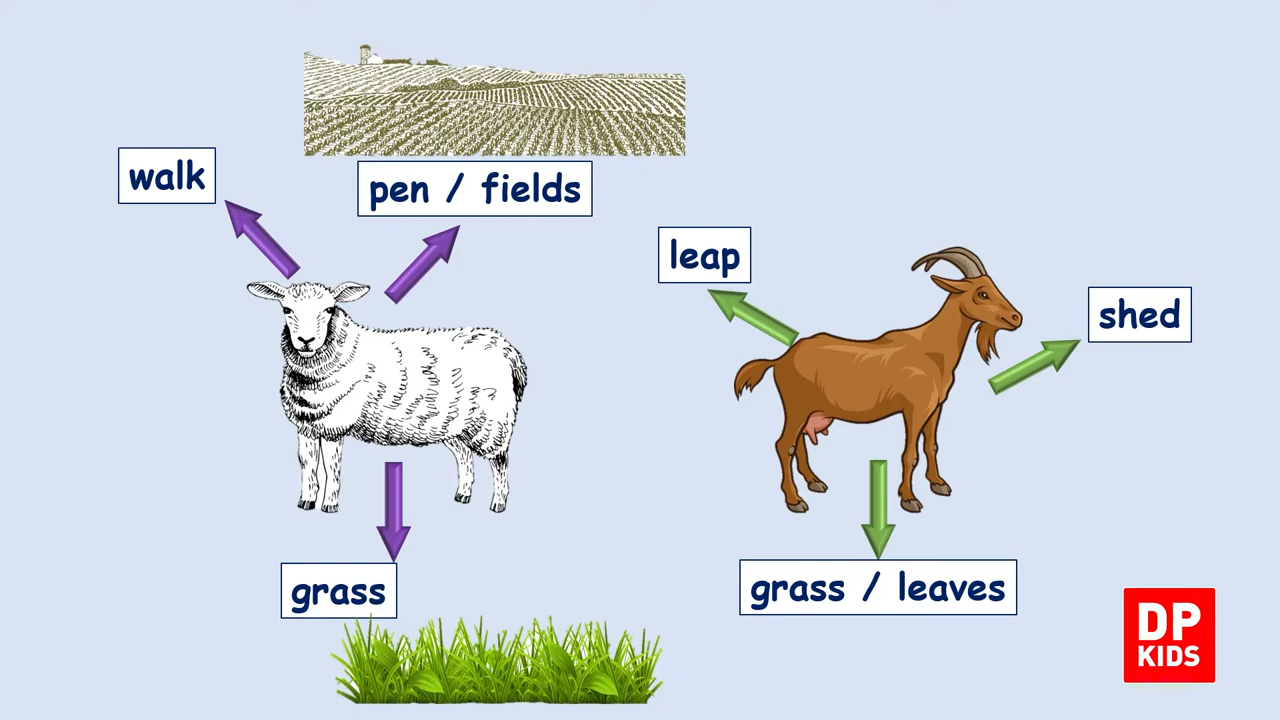 walk
pen / fields
leap
shed
grass
grass / leaves
DP
KIDS